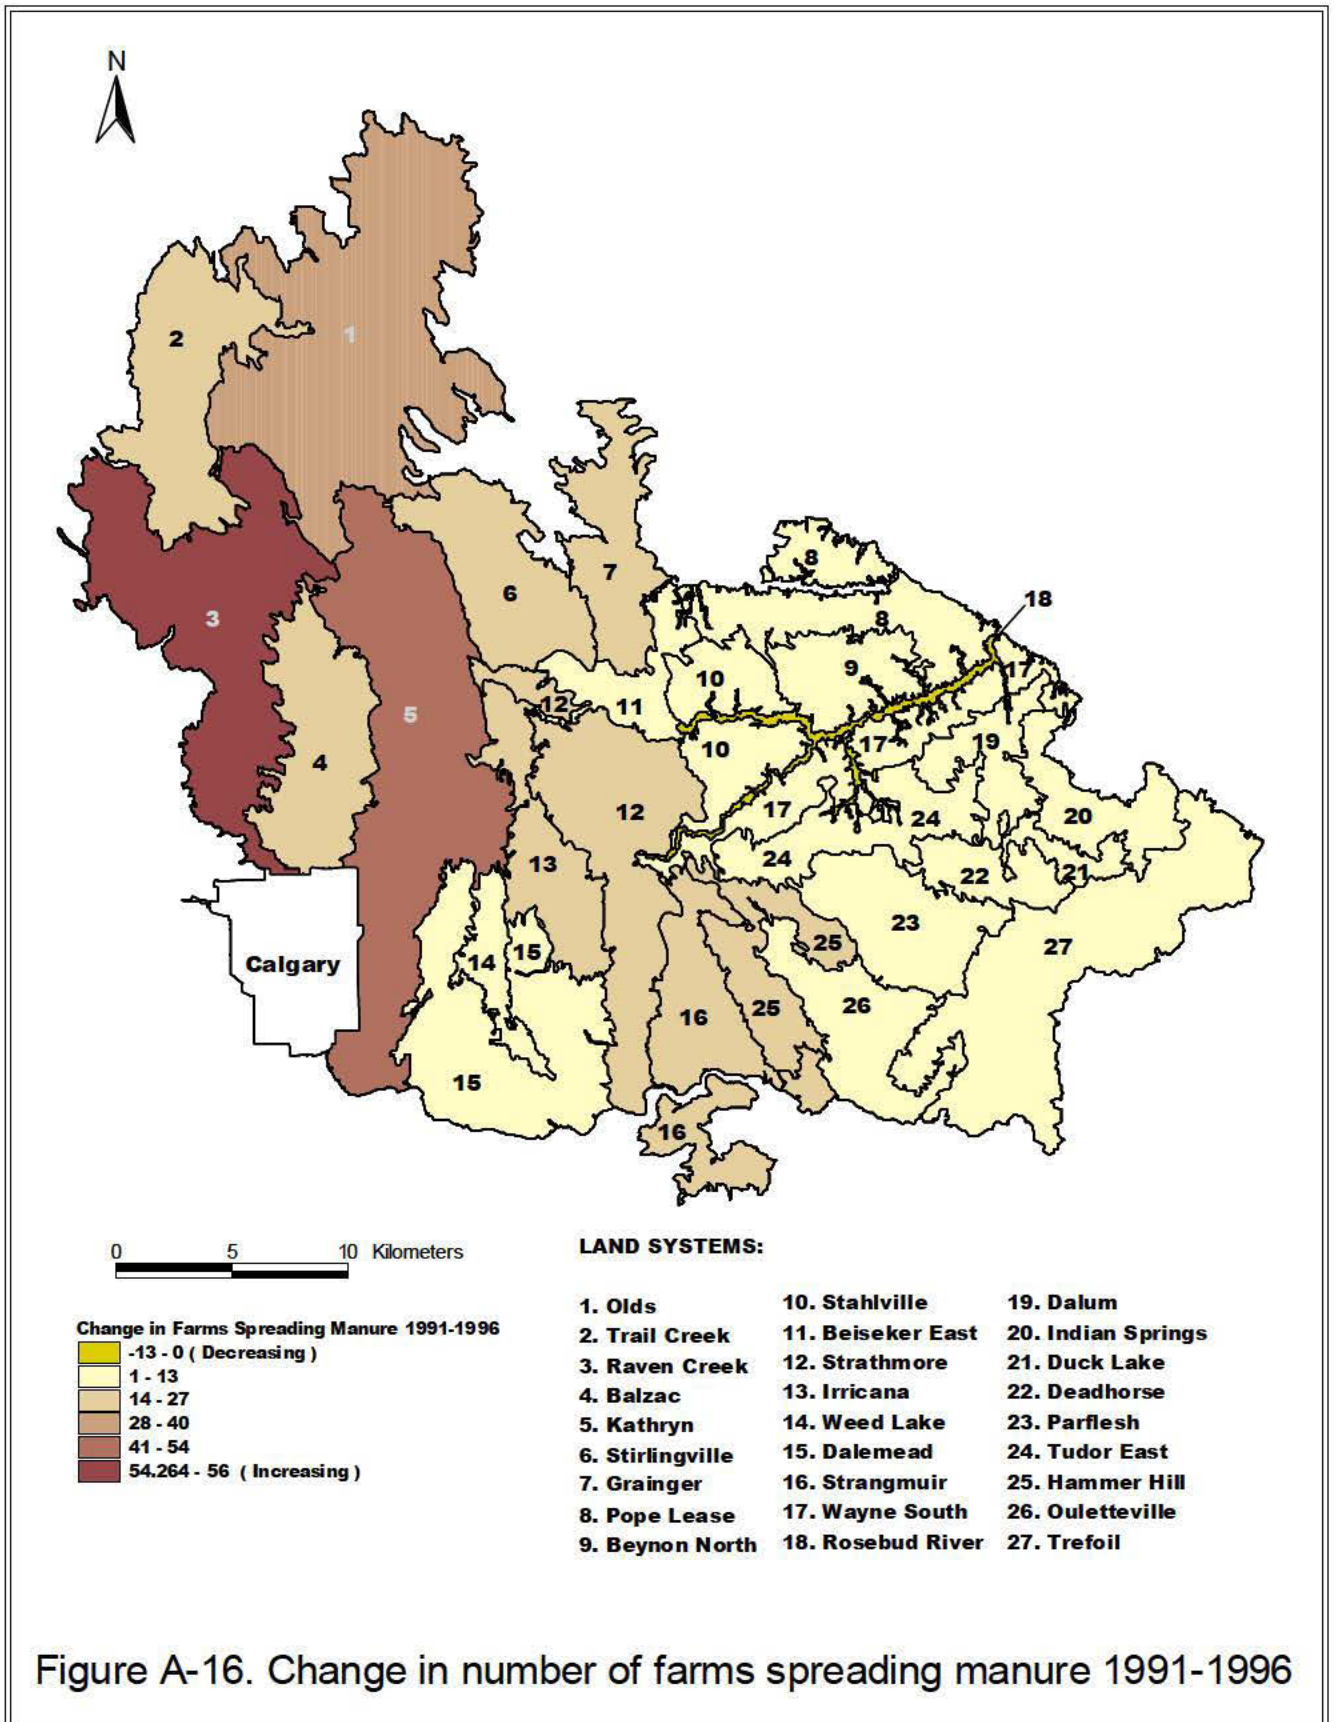 N
1
2
3
4
5
6
7
7
8
8
18
9
17
10
11
12
10
17
19
12
17
24
20
13
24
22
21
23
14
15
25
27
Calgary
16
25
26
15
16
0 5 10 Kilometers
Change in Farms Spreading Manure 1991-1996
-13 - 0 ( Decreasing )
1 - 13
14 - 27
28 - 40
41 - 54
54.264 - 56 ( Increasing )
LAND SYSTEMS:
1. Olds
2. Trail Creek
3. Raven Creek
4. Balzac
5. Kathryn
6. Stirlingville
7. Grainger
8. Pope Lease
9. Beynon North
10. Stahlville
11. Beiseker East
12. Strathmore
13. Irricana
14. Weed Lake
15. Dalemead
16. Strangmuir
17. Wayne South
18. Rosebud River
19. Dalum
20. Indian Springs
21. Duck Lake
22. Deadhorse
23. Parflesh
24. Tudor East
25. Hammer Hill
26. Ouletteville
27. Trefoil
Figure A-16. Change in number of farms spreading manure 1991-1996